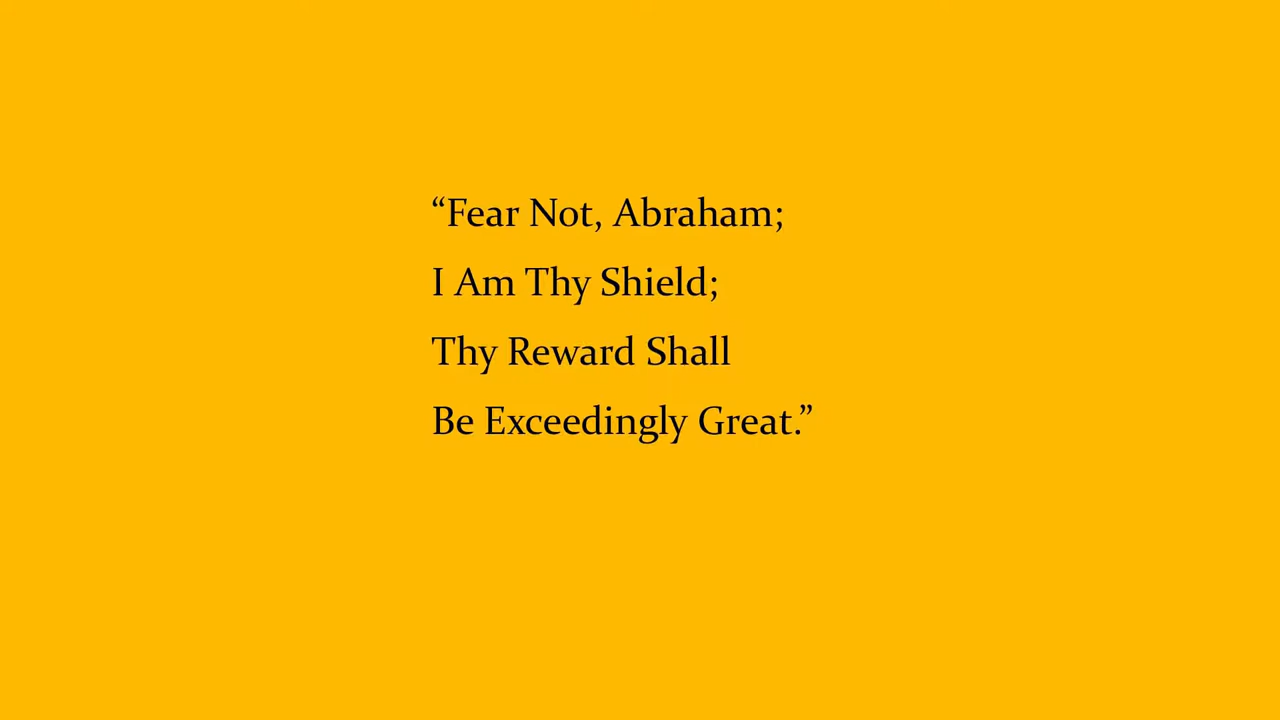 “Fear Not, Abraham;
I Am Thy Shield;
Thy Reward Shall
Be Exceedingly Great.”